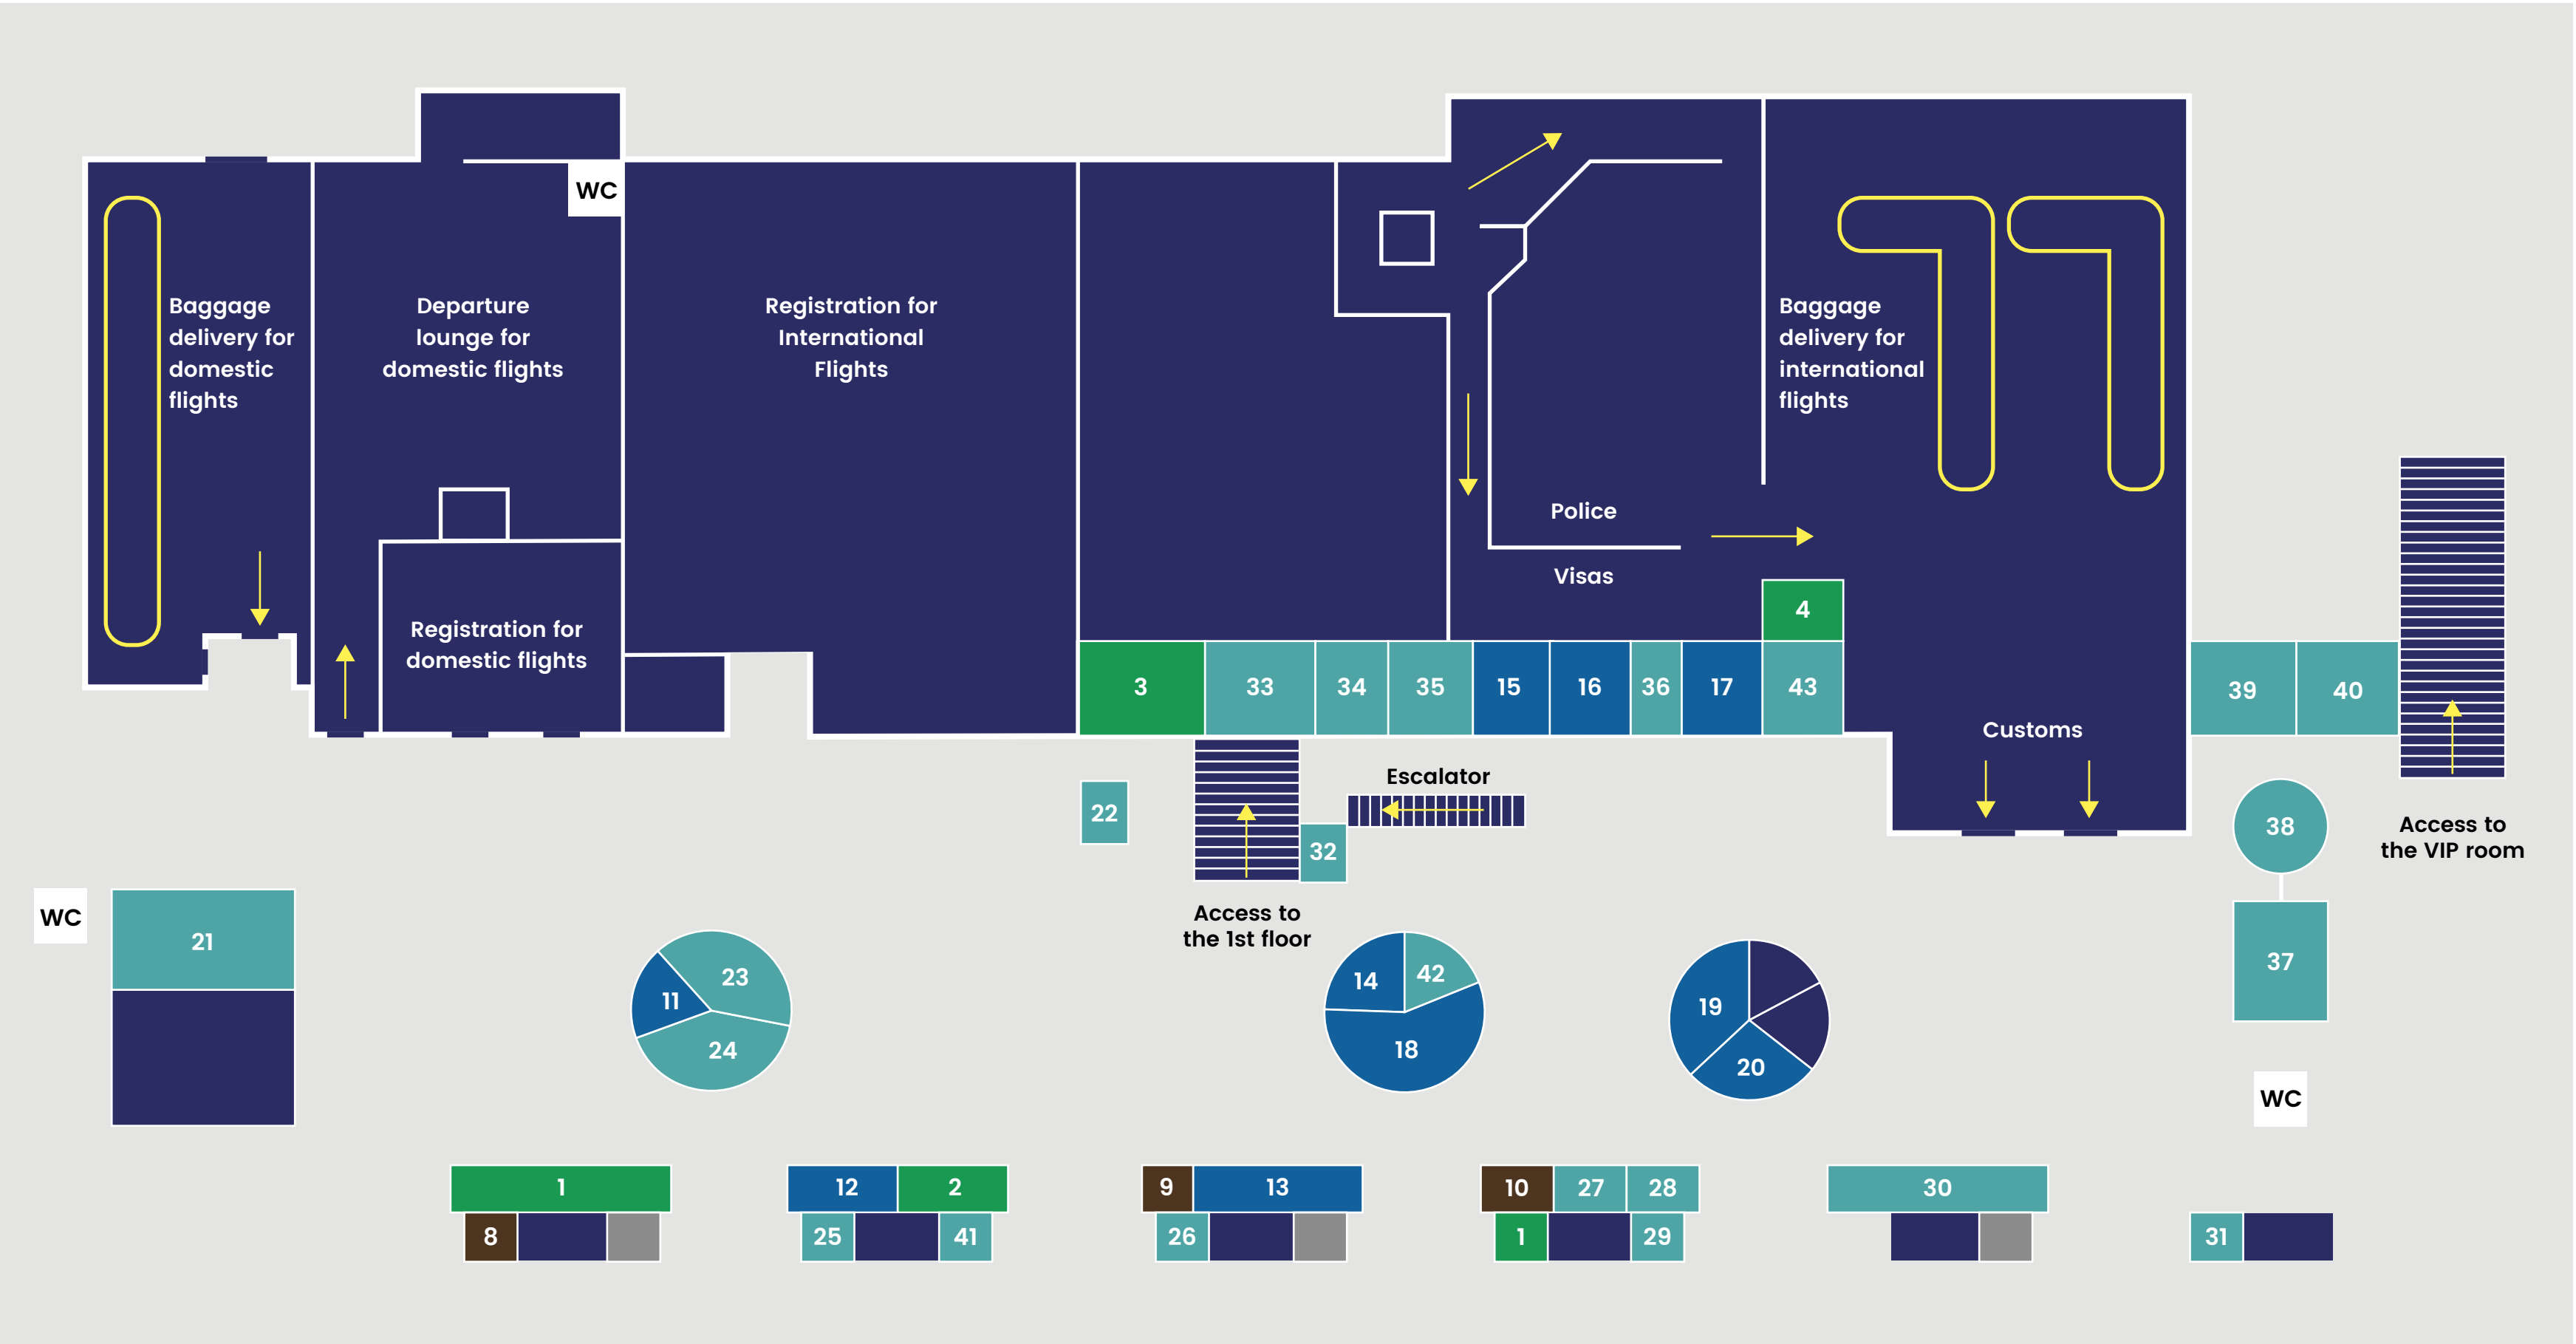 WC
Baggage
delivery for
domestic
flights
Departure
lounge for
domestic flights
Registration for
International
Flights
Baggage
delivery for
international
flights
Police
Visas
Registration for
domestic flights
4
3
33
34
35
15
16
36
17
43
39
40
Customs
Escalator
22
32
38
Access to
the VIP room
WC
21
Access to
the 1st floor
23
11
24
14
42
18
19
20
37
WC
1
8
12
2
25
41
9
13
26
10
27
28
1
29
30
31